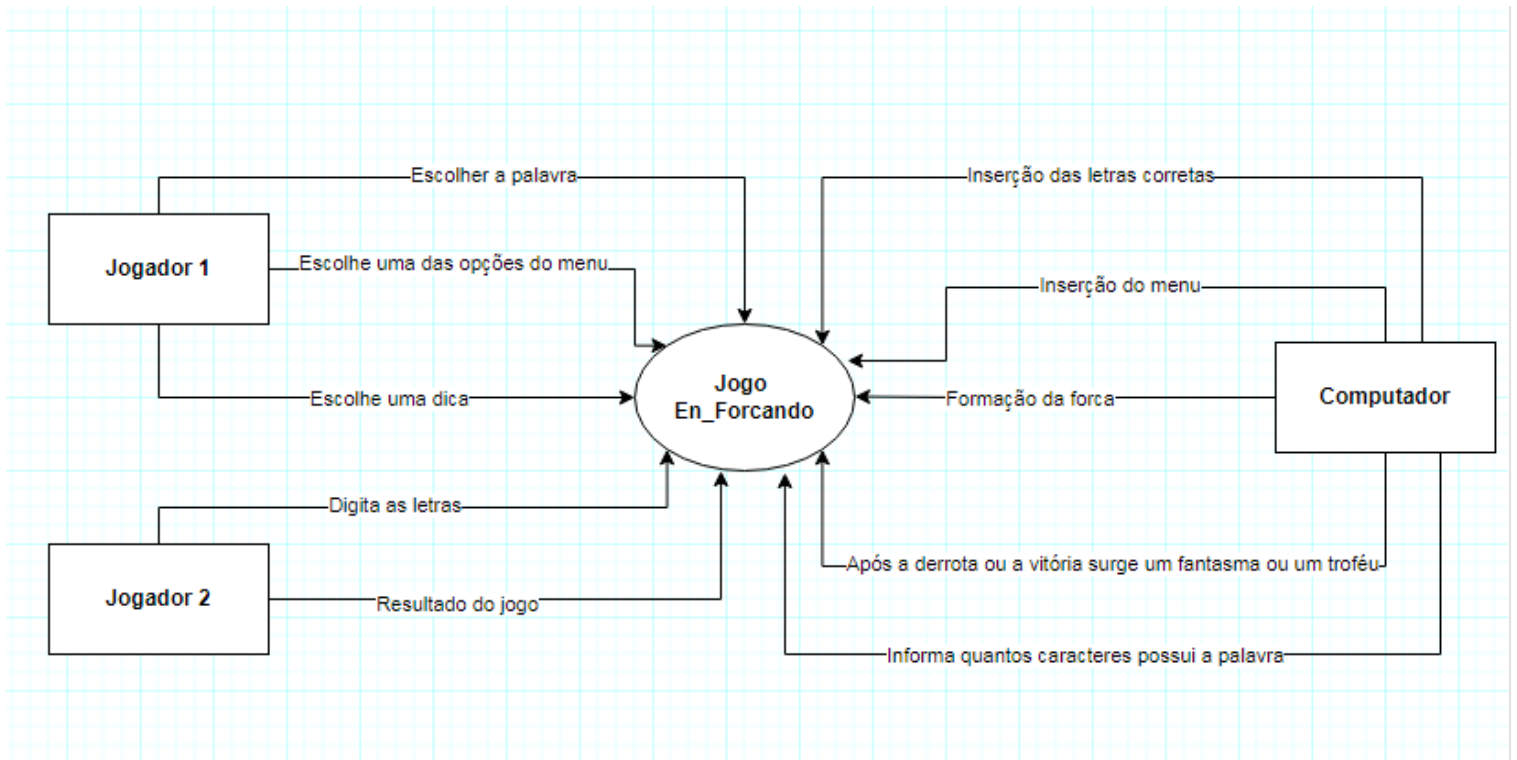 Escolher a palavra
Inserção das letras corretas
Jogador 1
Escolhe uma das opções do menu
Inserção do menu
Jogo
En_Forcando
Computador
Escolhe uma dica
Formação da forca
Digita as letras
Jogador 2
Resultado do jogo
Após a derrota ou a vitória surge um fantasma ou um troféu
Informa quantos caracteres possui a palavra